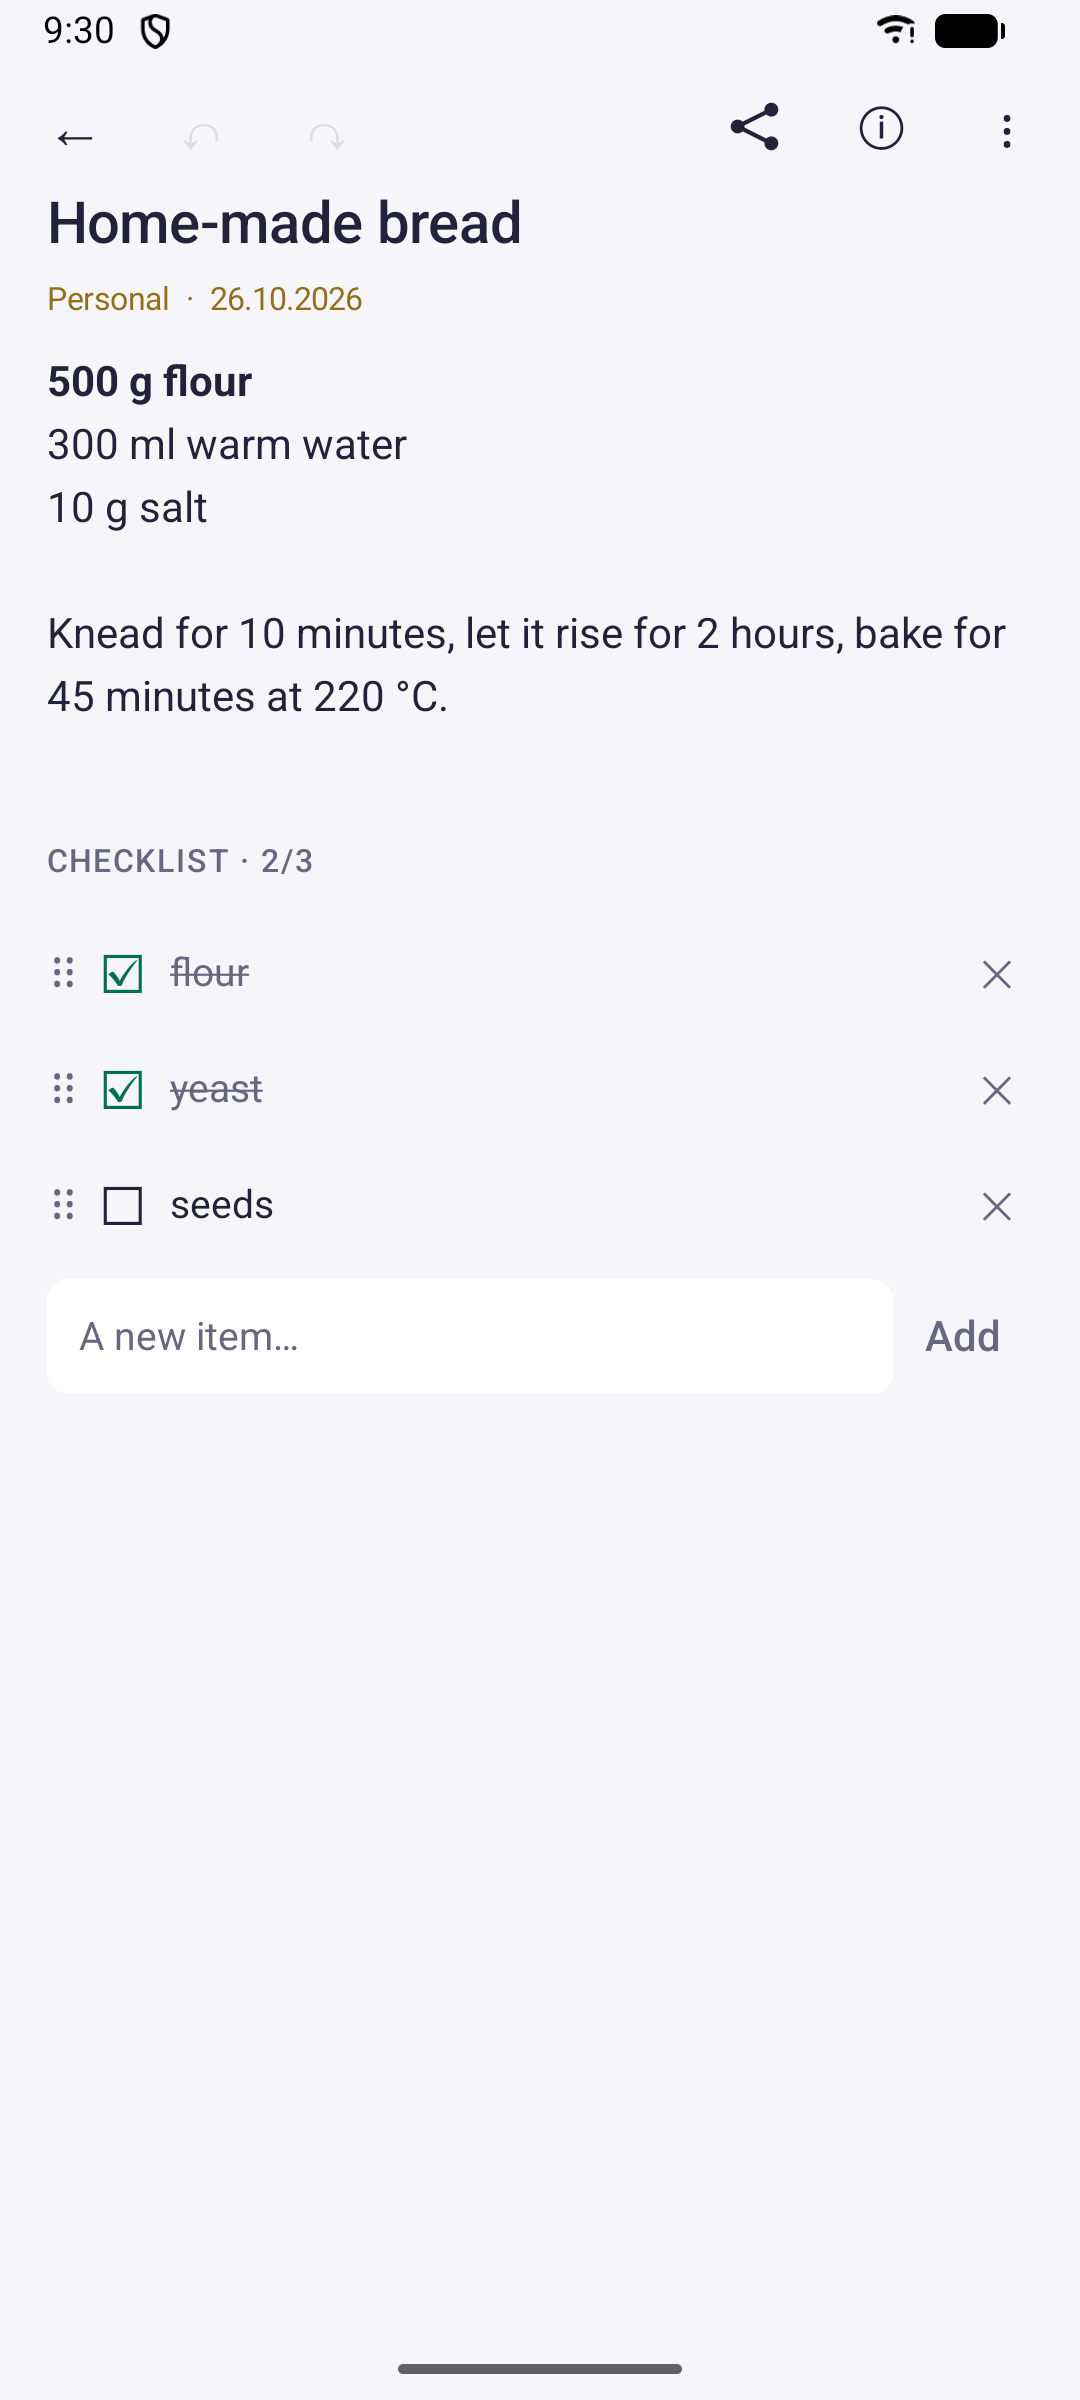 9:30
Home-made bread
Personal · 26.10.2026
500 g flour
300 ml warm water
10 g salt
Knead for 10 minutes, let it rise for 2 hours, bake for
45 minutes at 220 °C.
CHECKLIST · 2/3
flour
yeast
seeds
A new item…
Add